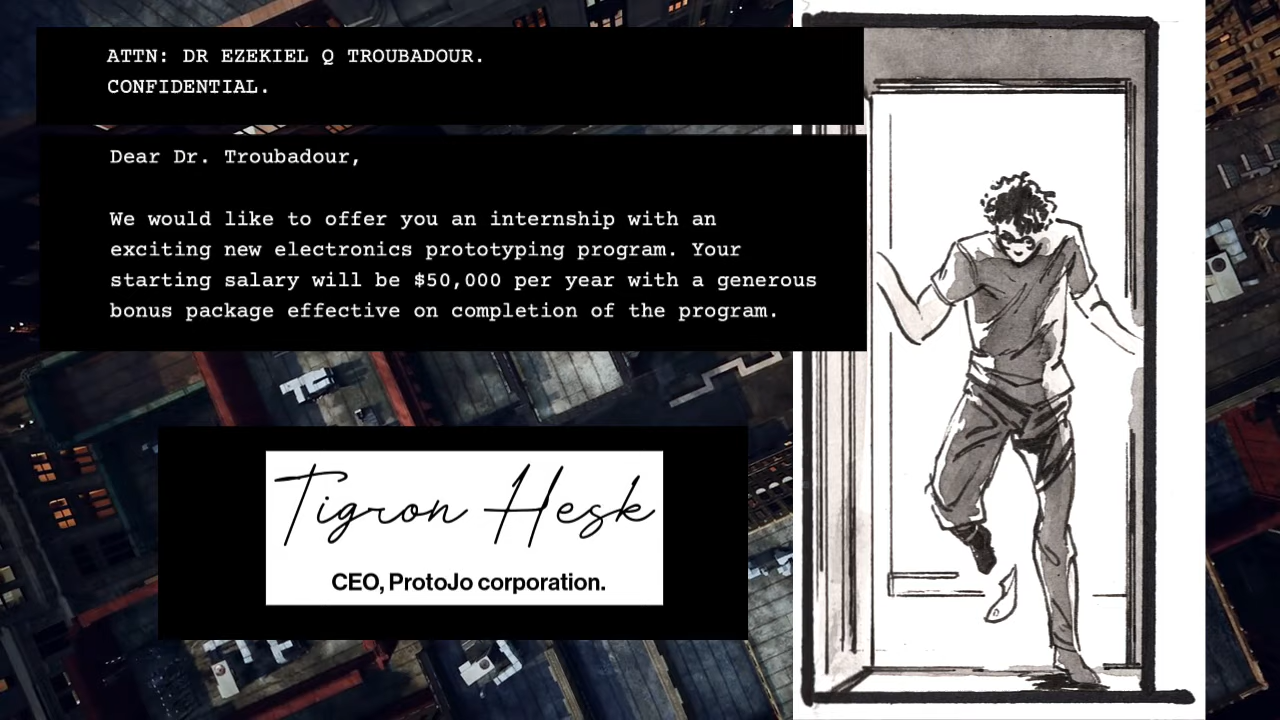 ATTN: DR EZEKIEL Q TROUBADOUR.
CONFIDENTIAL.
Dear Dr. Troubadour,
We would like to offer you an internship with an
exciting new electronics prototyping program. Your
starting salary will be $50,000 per year with a generous
bonus package effective on completion of the program.
Tigron Hesk
CEO, ProtoJo corporation.